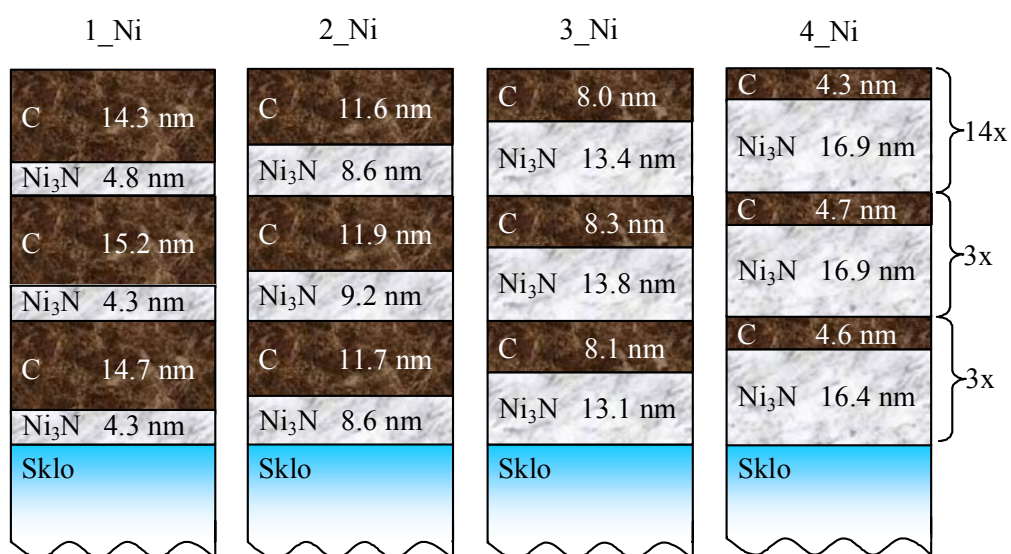 1_Ni 2_Ni 3_Ni 4_Ni
C 14.3 nm
Ni₃N 4.8 nm
C 15.2 nm
Ni₃N 4.3 nm
C 14.7 nm
Ni₃N 4.3 nm
Sklo
C 11.6 nm
Ni₃N 8.6 nm
C 11.9 nm
Ni₃N 9.2 nm
C 11.7 nm
Ni₃N 8.6 nm
Sklo
C 8.0 nm
Ni₃N 13.4 nm
C 8.3 nm
Ni₃N 13.8 nm
C 8.1 nm
Ni₃N 13.1 nm
Sklo
C 4.3 nm
Ni₃N 16.9 nm
C 4.7 nm
Ni₃N 16.9 nm
C 4.6 nm
Ni₃N 16.4 nm
Sklo
14x
3x
3x